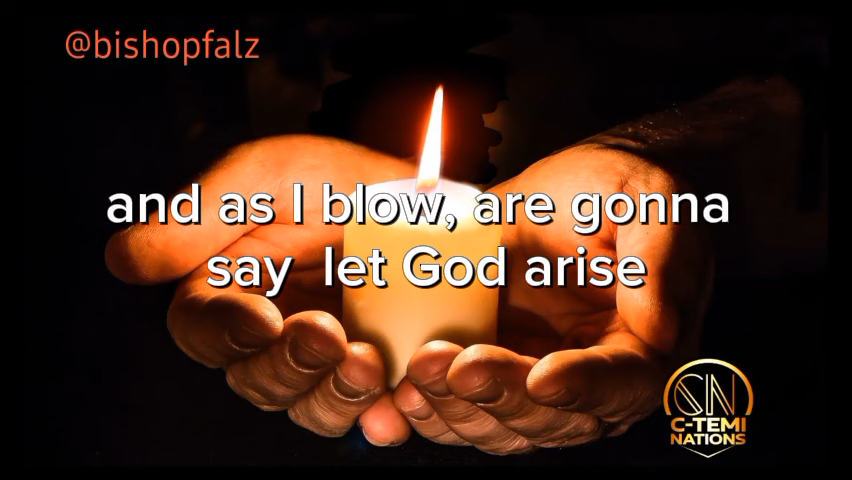 @bishopfalz
and as I blow, are gonna
say  let God arise
CN
C-TEMI
NATIONS